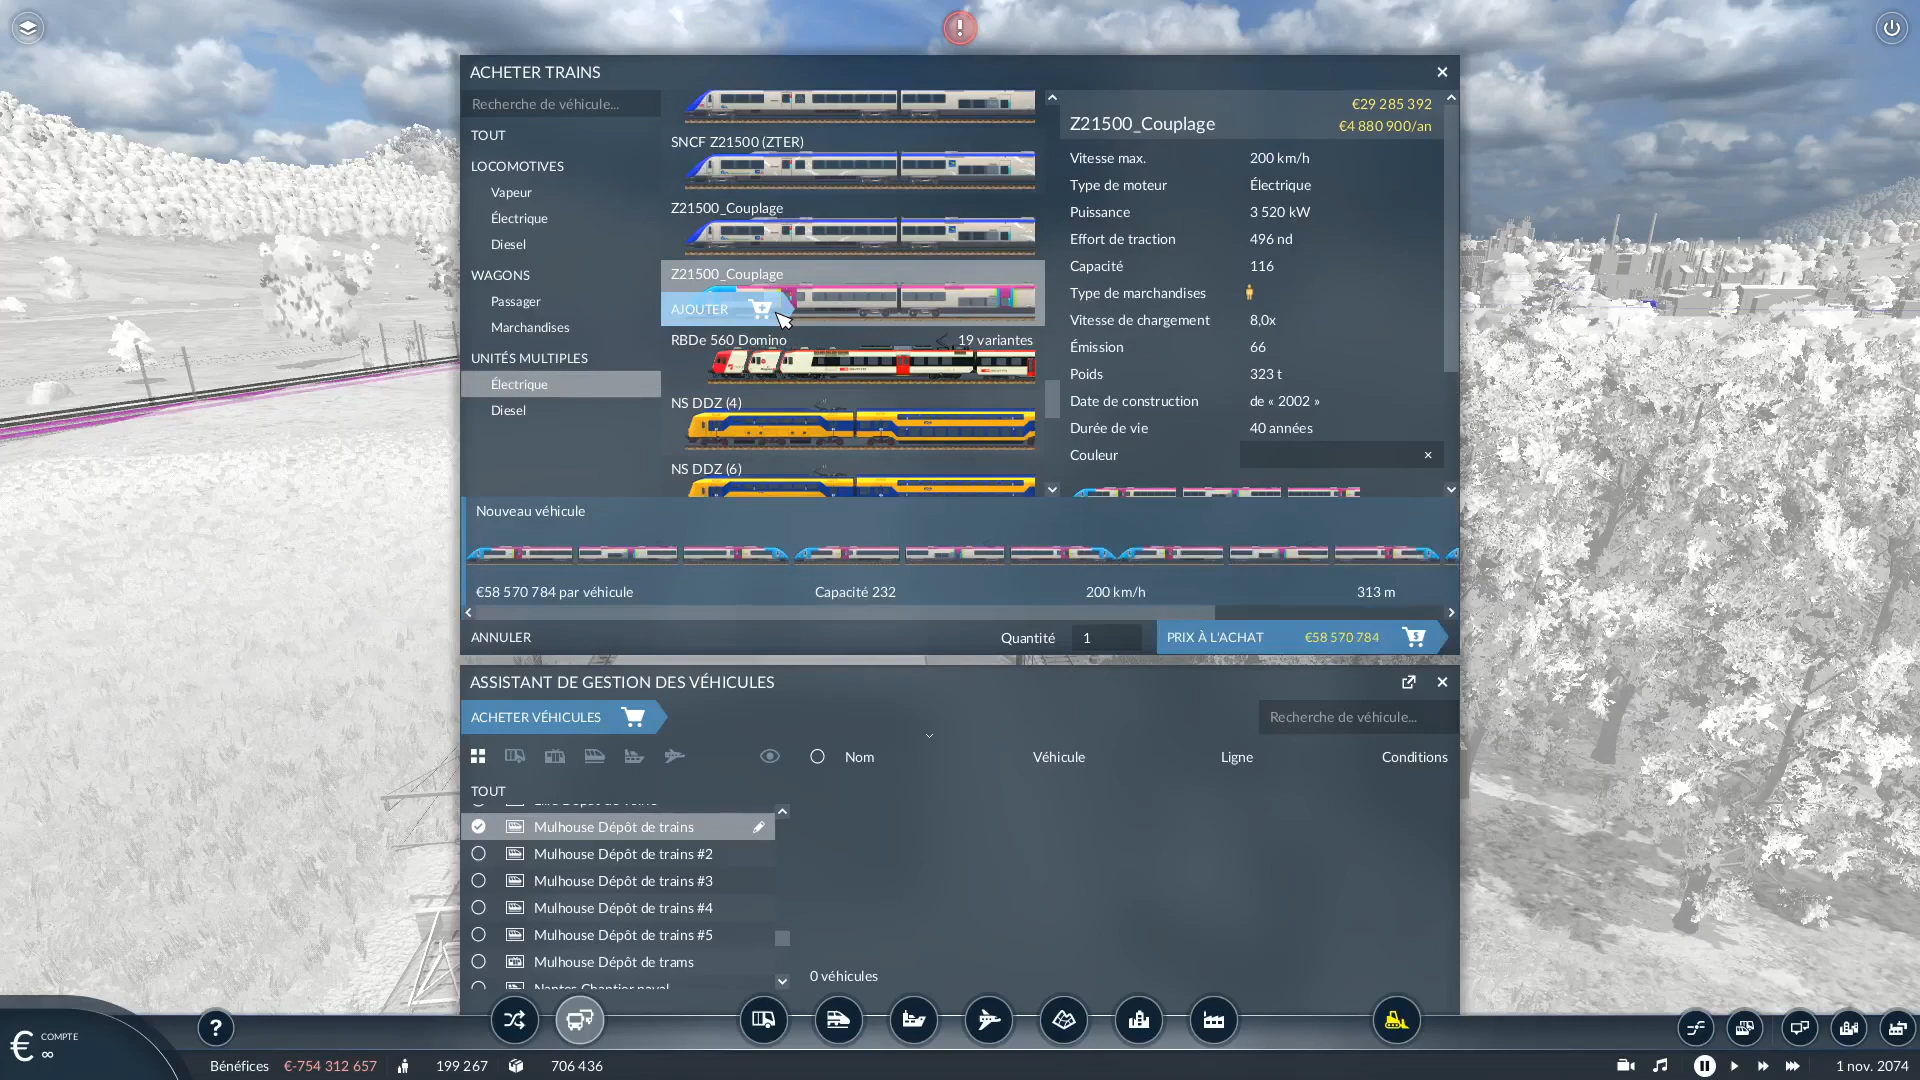 ACHETER TRAINS
Recherche de véhicule...
TOUT
LOCOMOTIVES
Vapeur
Électrique
Diesel
WAGONS
Passager
Marchandises
UNITÉS MULTIPLES
Électrique
Diesel
SNCF Z21500 (ZTER)
Z21500_Couplage
Z21500_Couplage
AJOUTER
RBDe 560 Domino 19 variantes
NS DDZ (4)
NS DDZ (6)
€29 285 392
Z21500_Couplage €4 880 900/an
Vitesse max. 200 km/h
Type de moteur Électrique
Puissance 3 520 kW
Effort de traction 496 nd
Capacité 116
Type de marchandises
Vitesse de chargement 8,0x
Émission 66
Poids 323 t
Date de construction de « 2002 »
Durée de vie 40 années
Couleur
Nouveau véhicule
€58 570 784 par véhicule Capacité 232 200 km/h 313 m
ANNULER Quantité 1 PRIX À L'ACHAT €58 570 784
ASSISTANT DE GESTION DES VÉHICULES
ACHETER VÉHICULES Recherche de véhicule...
Nom Véhicule Ligne Conditions
TOUT
Mulhouse Dépôt de trains
Mulhouse Dépôt de trains #2
Mulhouse Dépôt de trains #3
Mulhouse Dépôt de trains #4
Mulhouse Dépôt de trains #5
Mulhouse Dépôt de trams
Nantes Chantier naval
0 véhicules
€ COMPTE
∞
Bénéfices €-754 312 657 199 267 706 436 1 nov. 2074